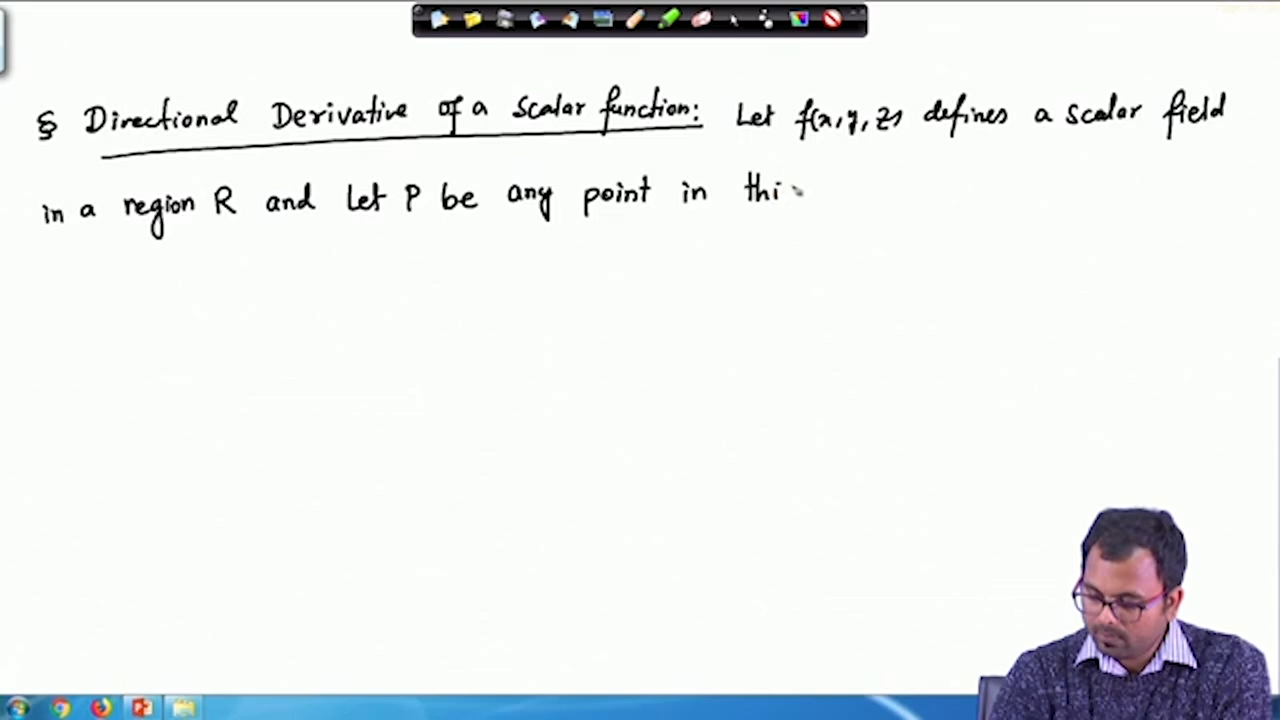 § Directional Derivative of a Scalar function: Let f(x, y, z) defines a scalar field
in a region R and let P be any point in thi